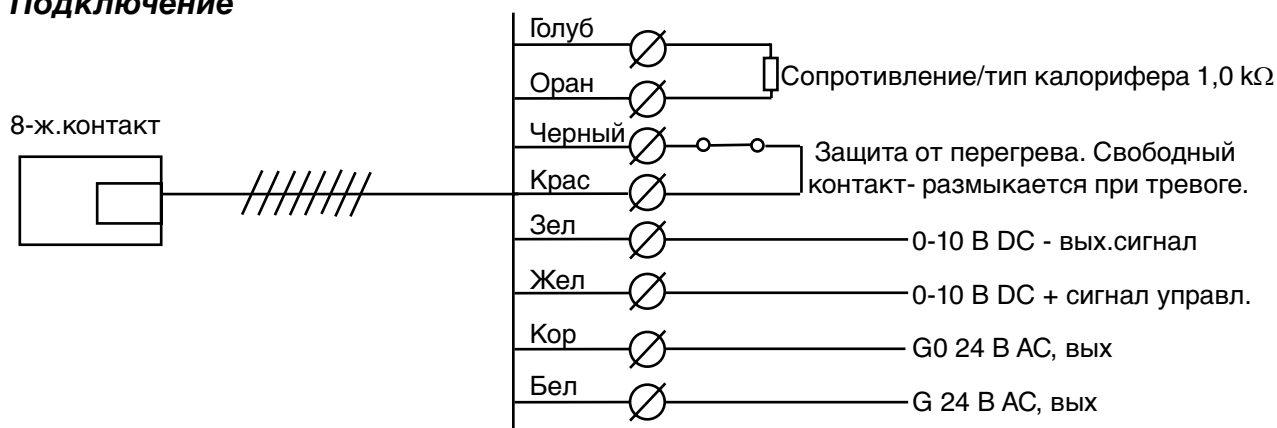 Подключение
Голуб
Оран
Сопротивление/тип калорифера 1,0 kΩ
8-ж.контакт
Черный
Защита от перегрева. Свободный
Крас
контакт- размыкается при тревоге.
Зел
0-10 В DC - вых.сигнал
Жел
0-10 В DC + сигнал управл.
Кор
G0 24 В AC, вых
Бел
G 24 В AC, вых